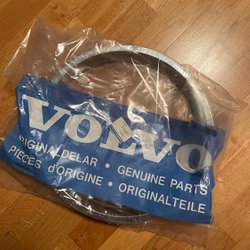 VOLVO
ORIGINALDELAR · GENUINE PARTS
PIÈCES d'ORIGINE · ORIGINALTEILE